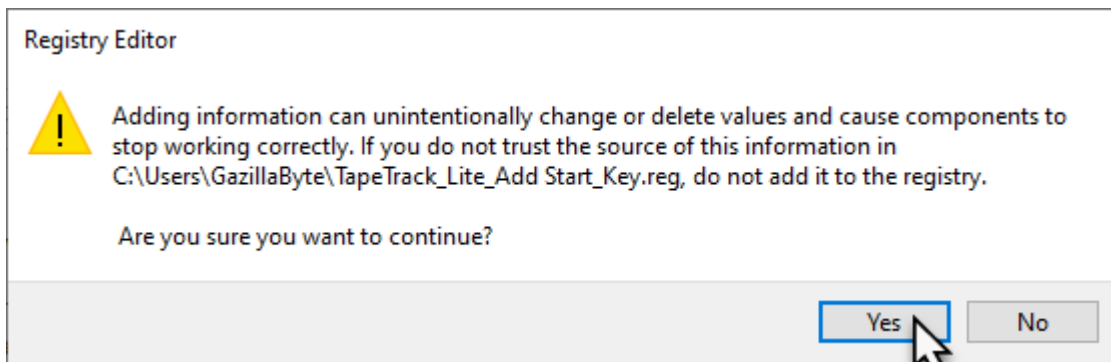 Registry Editor
Adding information can unintentionally change or delete values and cause components to
stop working correctly. If you do not trust the source of this information in
C:\Users\GazillaByte\TapeTrack_Lite_Add Start_Key.reg, do not add it to the registry.
Are you sure you want to continue?
Yes
No